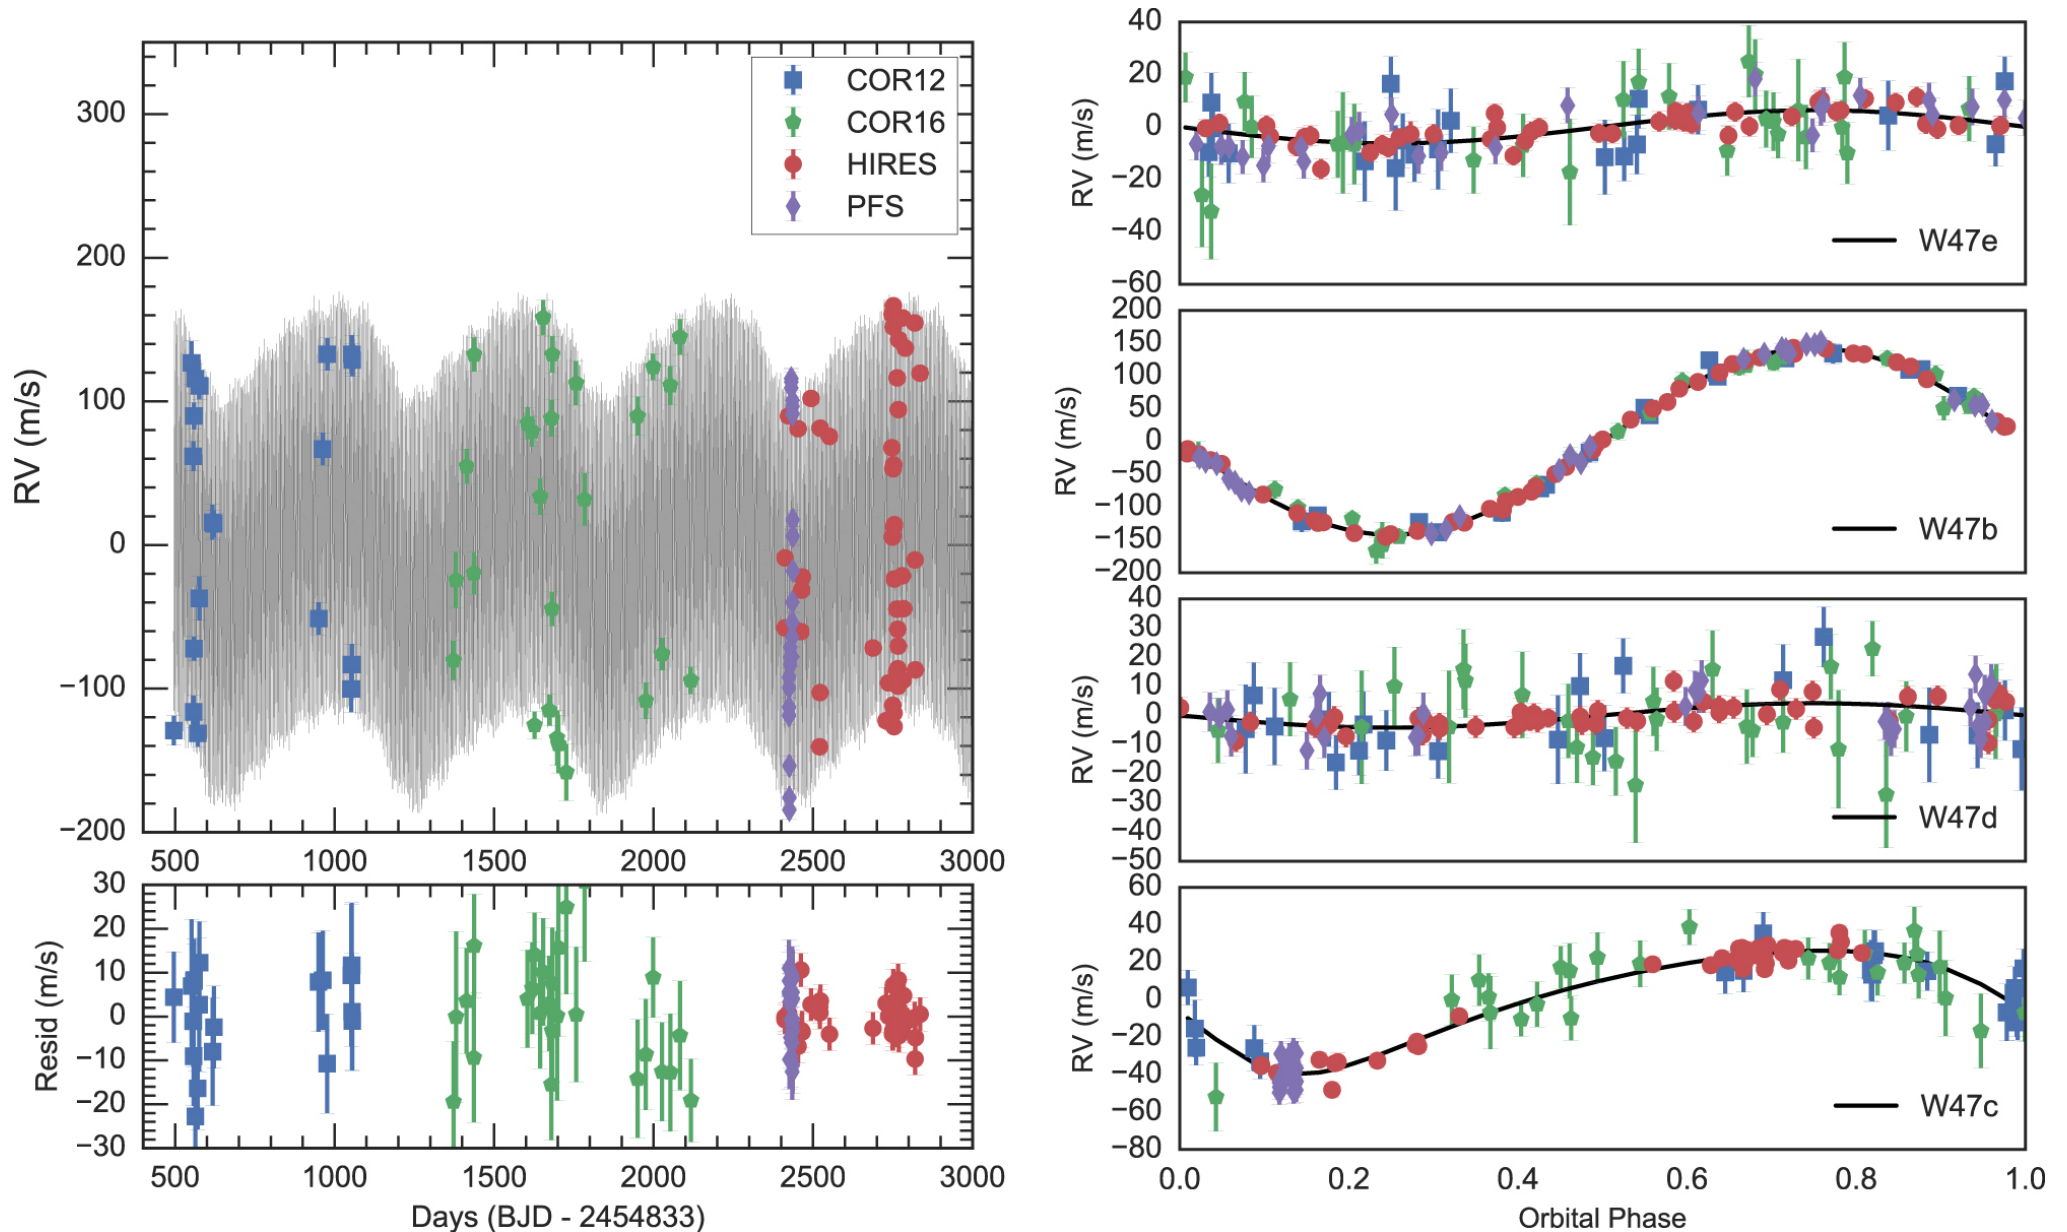 COR12
COR16
HIRES
PFS
RV (m/s)
300
200
100
0
−100
−200
500 1000 1500 2000 2500 3000
Resid (m/s)
30
20
10
0
−10
−20
−30
500 1000 1500 2000 2500 3000
Days (BJD - 2454833)
RV (m/s)
40
20
0
−20
−40
−60
W47e
RV (m/s)
200
150
100
50
0
−50
−100
−150
−200
W47b
RV (m/s)
40
30
20
10
0
−10
−20
−30
−40
−50
W47d
RV (m/s)
60
40
20
0
−20
−40
−60
−80
W47c
0.0 0.2 0.4 0.6 0.8 1.0
Orbital Phase